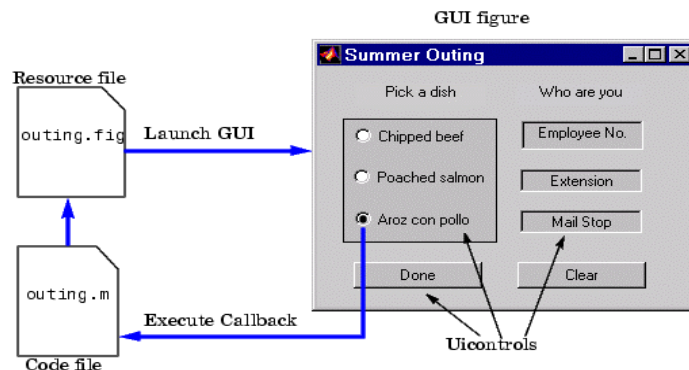 GUI figure
Summer Outing
Resource file
outing.fig
Launch GUI
Pick a dish
Who are you
Chipped beef
Employee No.
Poached salmon
Extension
Aroz con pollo
Mail Stop
Done
Clear
outing.m
Execute Callback
Uicontrols
Code file